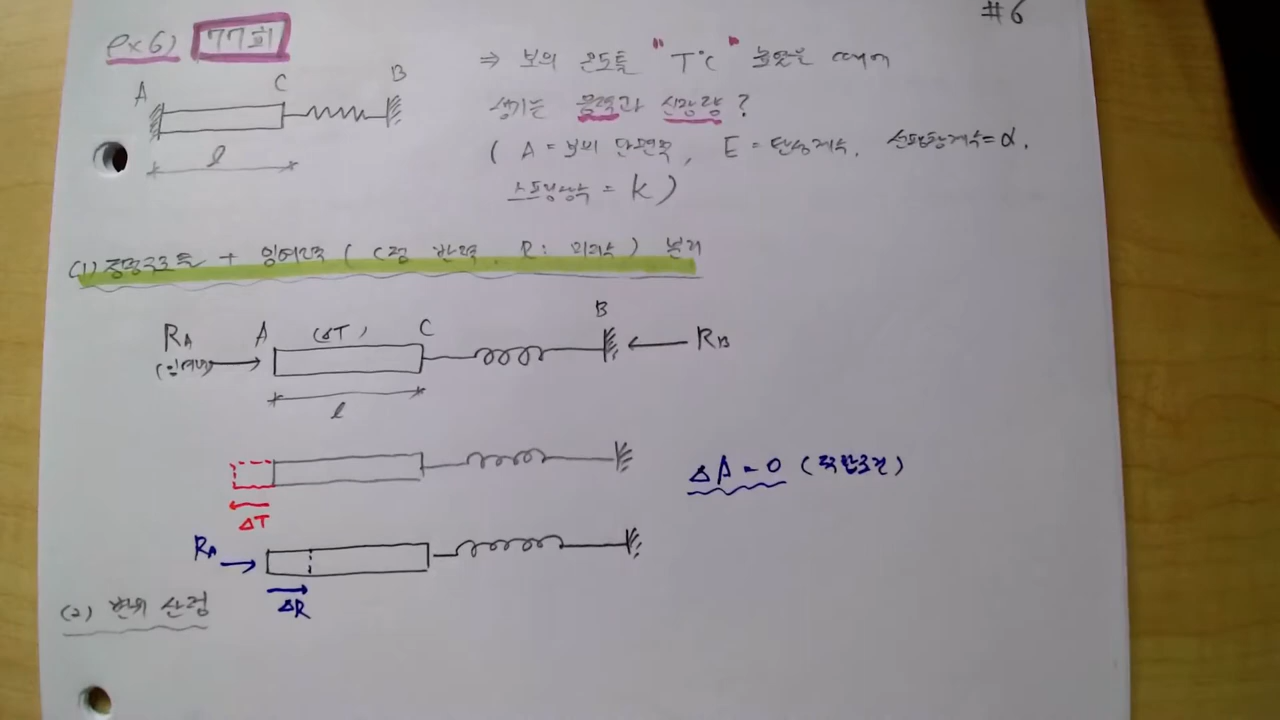 #6
ex6) 77회
A C B
l
⇒ 보의 온도를 "T℃" 높였을 때에
생기는 응력과 신장량?
( A = 보의 단면적, E = 탄성계수, 선팽창계수 = α,
스프링상수 = k )
(1) 정정구조물 + 잉여력 ( C점 반력, R: 미지수 ) 분리
RA (잉여력) A (ΔT) C B RB
l
ΔT
ΔA = 0 (적합조건)
RA
ΔR
(2) 변위 산정